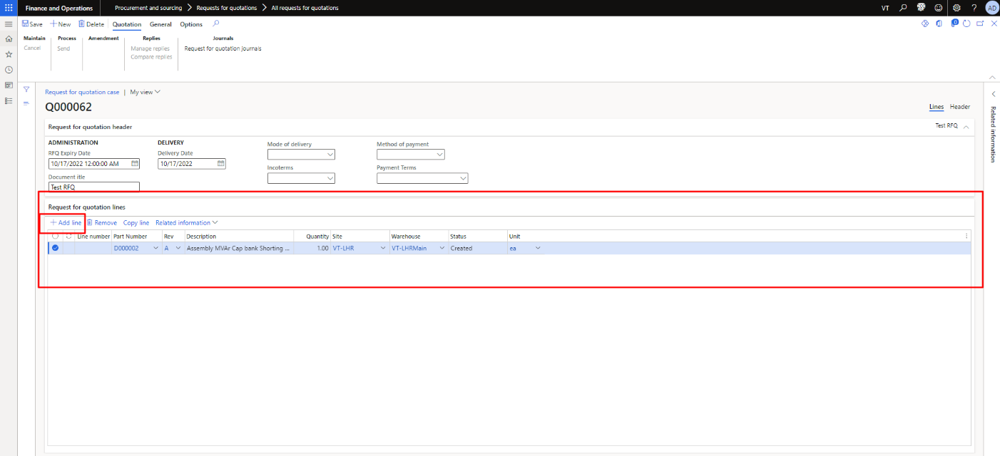 Finance and Operations Procurement and sourcing Requests for quotations All requests for quotations VT ? AD
Save New Delete Quotation General Options 0
Maintain Process Amendment Replies Journals
Cancel Send Manage replies Request for quotation journals
Compare replies
Request for quotation case | My view
Q000062
Lines Header
Request for quotation header Test RFQ
ADMINISTRATION DELIVERY Mode of delivery Method of payment
RFQ Expiry Date Delivery Date
10/17/2022 12:00:00 AM 10/17/2022
Incoterms Payment Terms
Document itle
Test RFQ
Request for quotation lines
Add line Remove Copy line Related information
Line number Part Number Rev Description Quantity Site Warehouse Status Unit
D000002 A Assembly MVAr Cap bank Shorting ... 1.00 VT-LHR VT-LHRMain Created ea
Related information